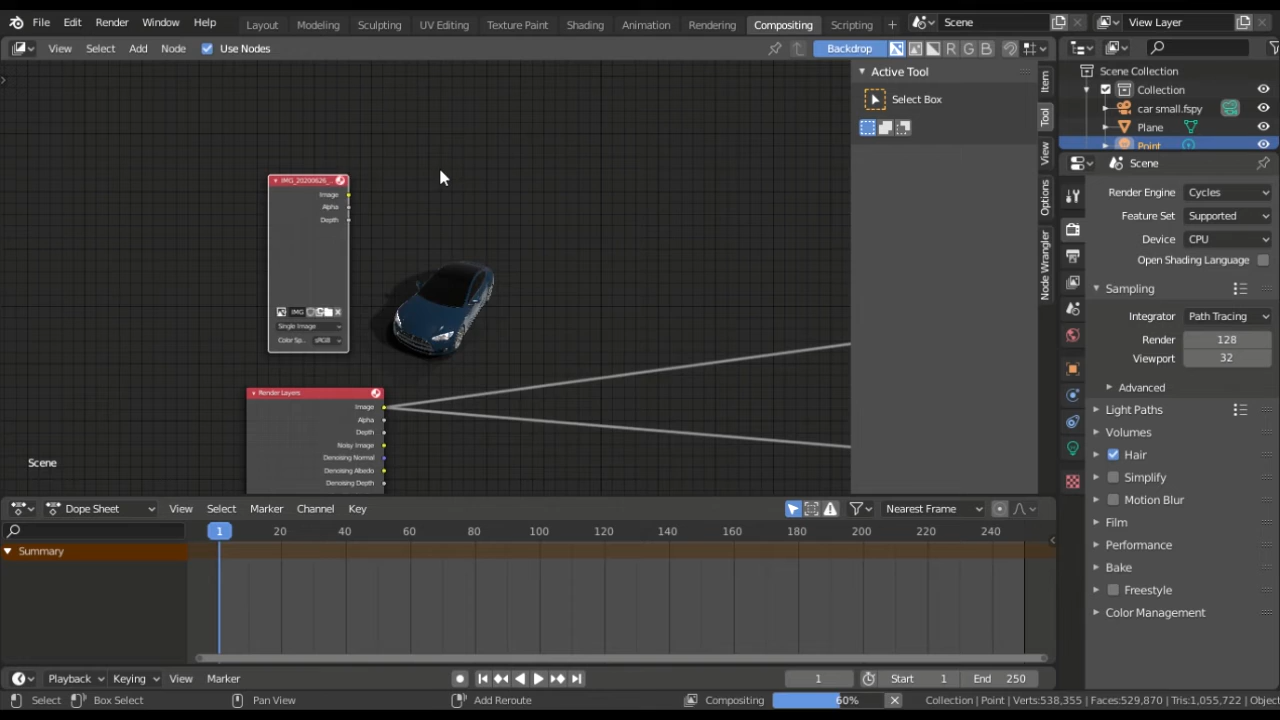 File Edit Render Window Help Layout Modeling Sculpting UV Editing Texture Paint Shading Animation Rendering Compositing Scripting + Scene View Layer
View Select Add Node Use Nodes Backdrop R G B
Active Tool
Select Box
Item
Tool
View
Options
Node Wrangler
Scene Collection
Collection
car small.fspy
Plane
Point
IMG_20200626_...
Image
Alpha
Depth
IMG
Single Image
Color Sp... sRGB
Render Layers
Image
Alpha
Depth
Noisy Image
Denoising Normal
Denoising Albedo
Denoising Depth
Scene
Scene
Render Engine Cycles
Feature Set Supported
Device CPU
Open Shading Language
Sampling
Integrator Path Tracing
Render 128
Viewport 32
Advanced
Light Paths
Volumes
Hair
Simplify
Motion Blur
Film
Performance
Bake
Freestyle
Color Management
Dope Sheet View Select Marker Channel Key Nearest Frame
1 20 40 60 80 100 120 140 160 180 200 220 240
Summary
Playback Keying View Marker 1 Start 1 End 250
Select Box Select Pan View Add Reroute Compositing 60% Collection | Point | Verts:538,355 | Faces:529,870 | Tris:1,055,722 | Object